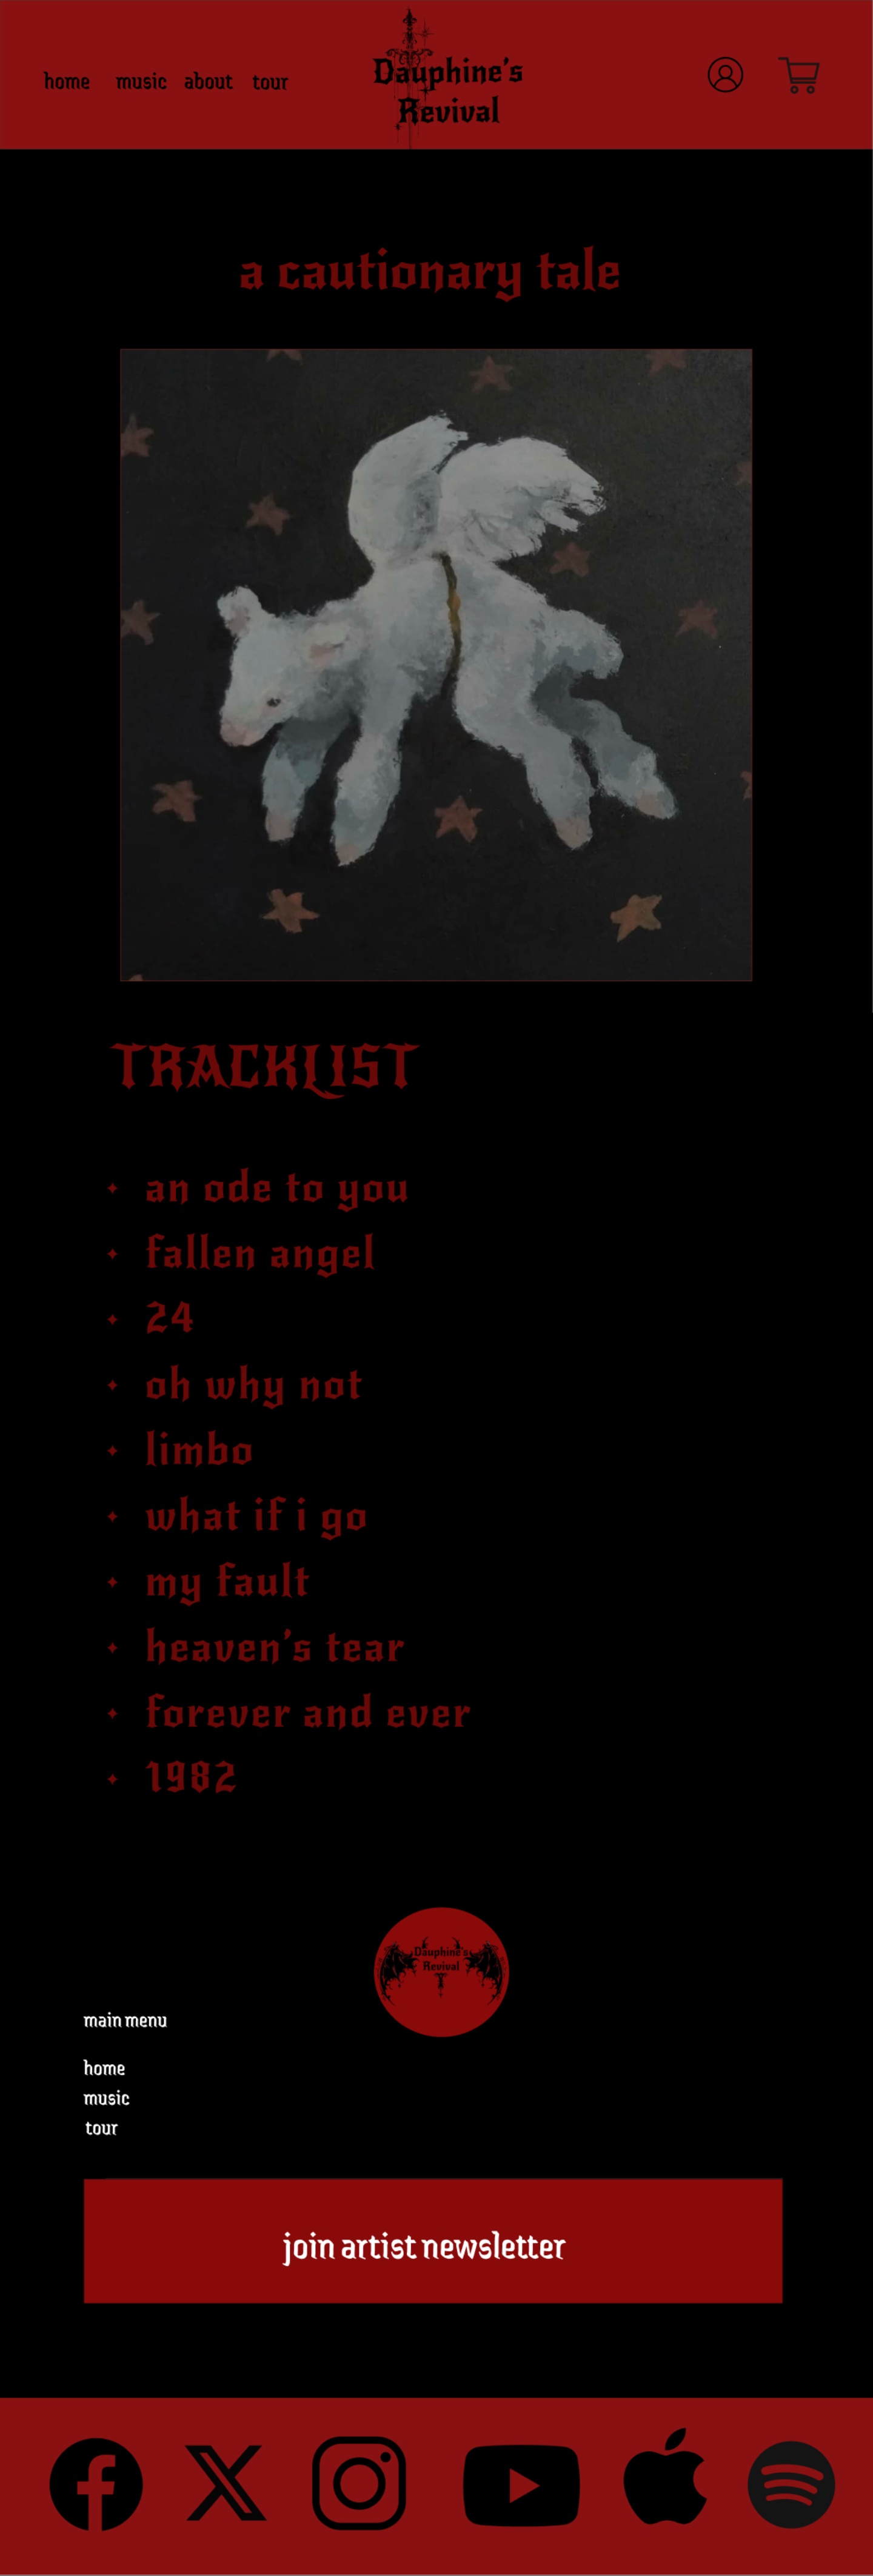 home music about tour
Dauphine's
Revival
a cautionary tale
TRACKLIST
an ode to you
fallen angel
24
oh why not
limbo
what if i go
my fault
heaven's tear
forever and ever
1982
Dauphine's
Revival
main menu
home
music
tour
join artist newsletter